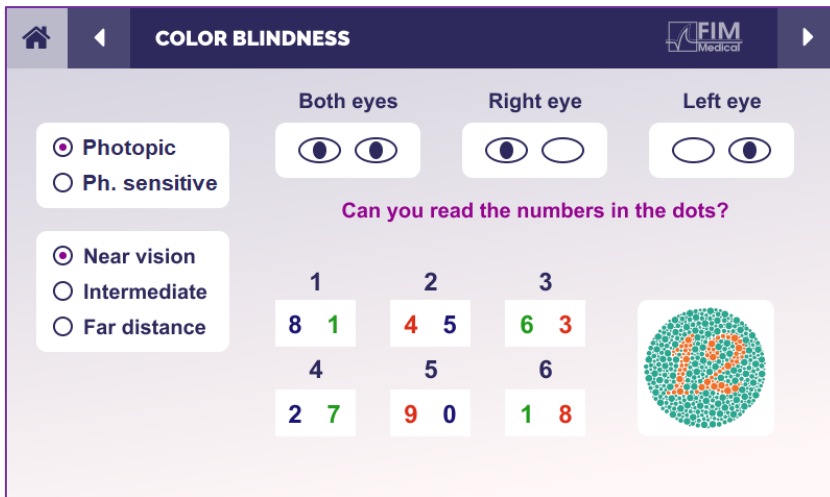 COLOR BLINDNESS
FIM
Medical
Both eyes
Right eye
Left eye
Photopic
Ph. sensitive
Can you read the numbers in the dots?
Near vision
Intermediate
Far distance
1 2 3
8 1 4 5 6 3
4 5 6
2 7 9 0 1 8
12